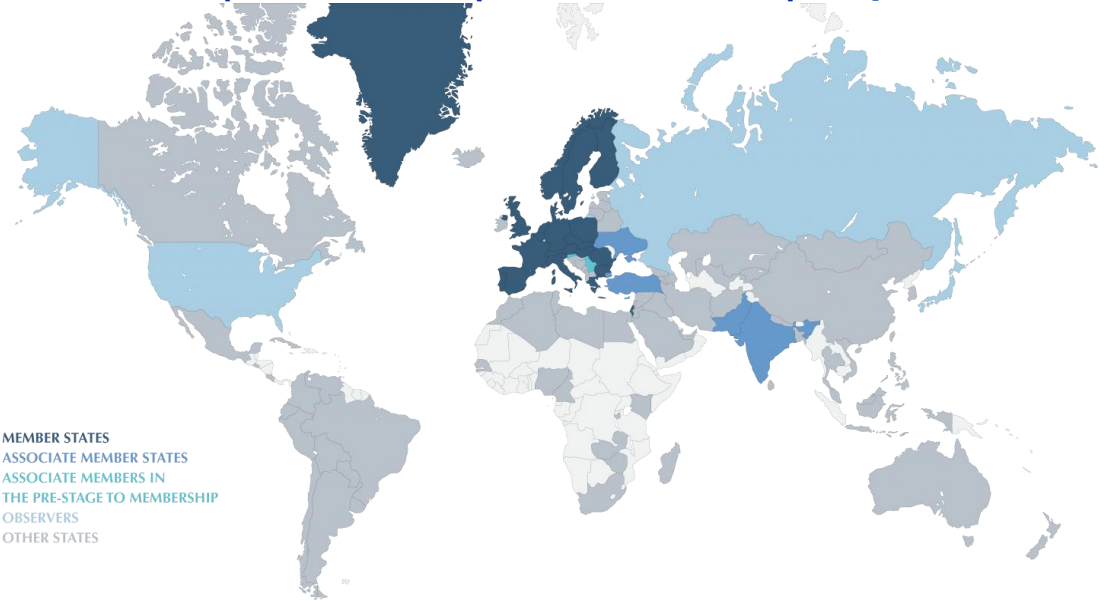 MEMBER STATES
ASSOCIATE MEMBER STATES
ASSOCIATE MEMBERS IN
THE PRE-STAGE TO MEMBERSHIP
OBSERVERS
OTHER STATES